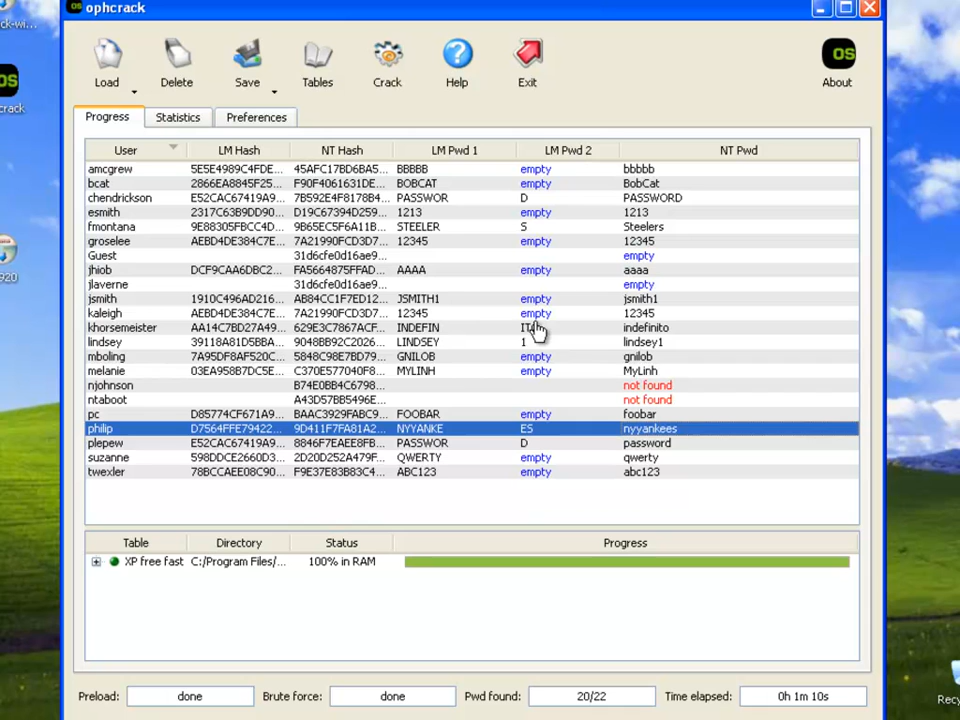 ophcrack
ck-wi...
OS
crack
920
Load Delete Save Tables Crack Help Exit About
Progress Statistics Preferences
User LM Hash NT Hash LM Pwd 1 LM Pwd 2 NT Pwd
amcgrew 5E5E4989C4FDE... 45AFC17BD6BA5... BBBBB empty bbbbb
bcat 2866EA8845F25... F90F4061631DE... BOBCAT empty BobCat
chendrickson E52CAC67419A9... 7B592E4F8178B4... PASSWOR D PASSWORD
esmith 2317C63B9DD90... D19C67394D259... 1213 empty 1213
fmontana 9E88305FBCC4D... 9B65EC5F6A11B... STEELER S Steelers
groselee AEBD4DE384C7E... 7A21990FCD3D7... 12345 empty 12345
Guest 31d6cfe0d16ae9... empty
jhiob DCF9CAA6DBC2... FA5664875FFAD... AAAA empty aaaa
jlaverne 31d6cfe0d16ae9... empty
jsmith 1910C496AD216... AB84CC1F7ED12... JSMITH1 empty jsmith1
kaleigh AEBD4DE384C7E... 7A21990FCD3D7... 12345 empty 12345
khorsemeister AA14C7BD27A49... 629E3C7867ACF... INDEFIN indefinito
lindsey 39118A81D5BBA... 9048BB92C2016... LINDSEY 1 lindsey1
mboling 7A95DF8AF520C... 5848C98E7BD79... GNILOB empty gnilob
melanie 03EA958B7DC5E... C370E577040F8... MYLINH empty MyLinh
njohnson B74E0BB4C6798... not found
ntaboot A43D57BB5496E... not found
pc D85774CF671A9... BAAC3929FABC9... FOOBAR empty foobar
philip D7564FFE79422... 9D411F7FA81A2... NYYANKE ES nyyankees
plepew E52CAC67419A9... 8846F7EAEE8FB... PASSWOR D password
suzanne 598DDCE2660D3... 2D20D252A479F... QWERTY empty qwerty
twexler 78BCCAEE08C90... F9E37E83B83C4... ABC123 empty abc123
Table Directory Status Progress
XP free fast C:/Program Files/... 100% in RAM
Preload: done Brute force: done Pwd found: 20/22 Time elapsed: 0h 1m 10s
Recy